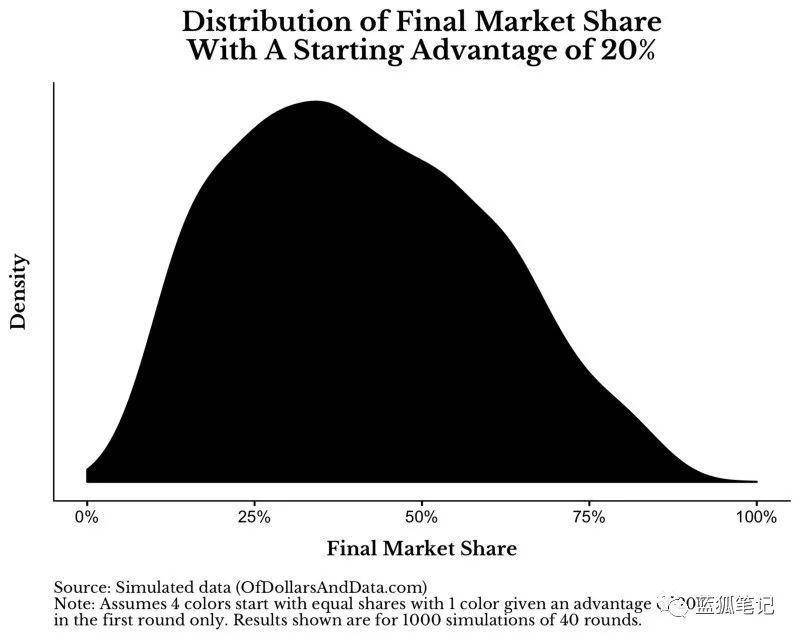 Distribution of Final Market Share
With A Starting Advantage of 20%
Density
0%
25%
50%
75%
100%
Final Market Share
Source: Simulated data (OfDollarsAndData.com)
Note: Assumes 4 colors start with equal shares with 1 color given an advantage
in the first round only. Results shown are for 1000 simulations of 40 rounds.
蓝狐笔记